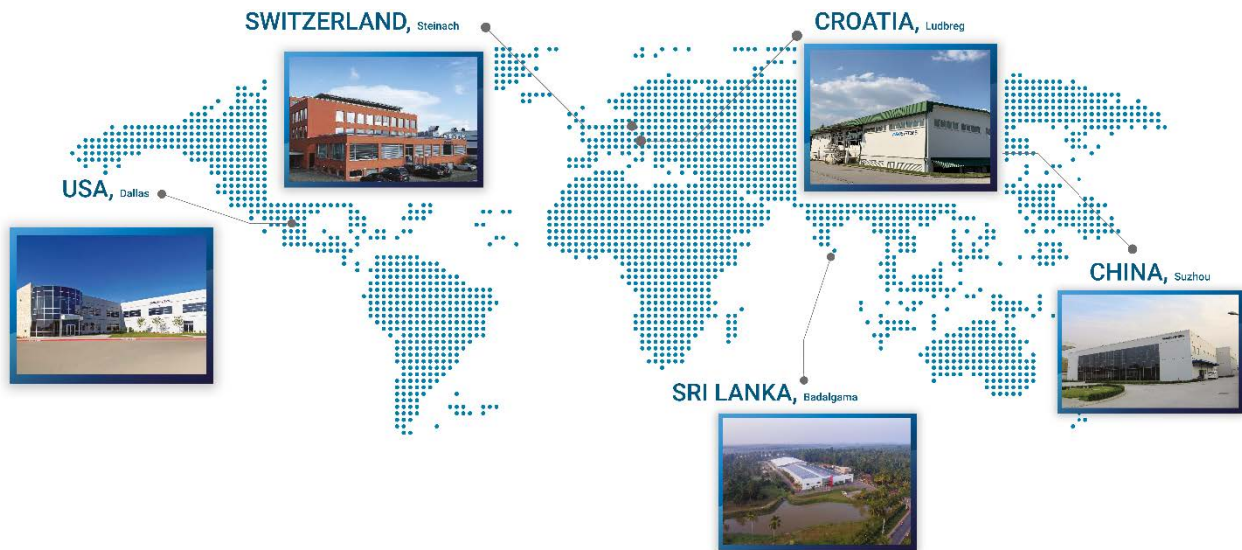 SWITZERLAND, Steinach
CROATIA, Ludbreg
USA, Dallas
CHINA, Suzhou
SRI LANKA, Badalgama